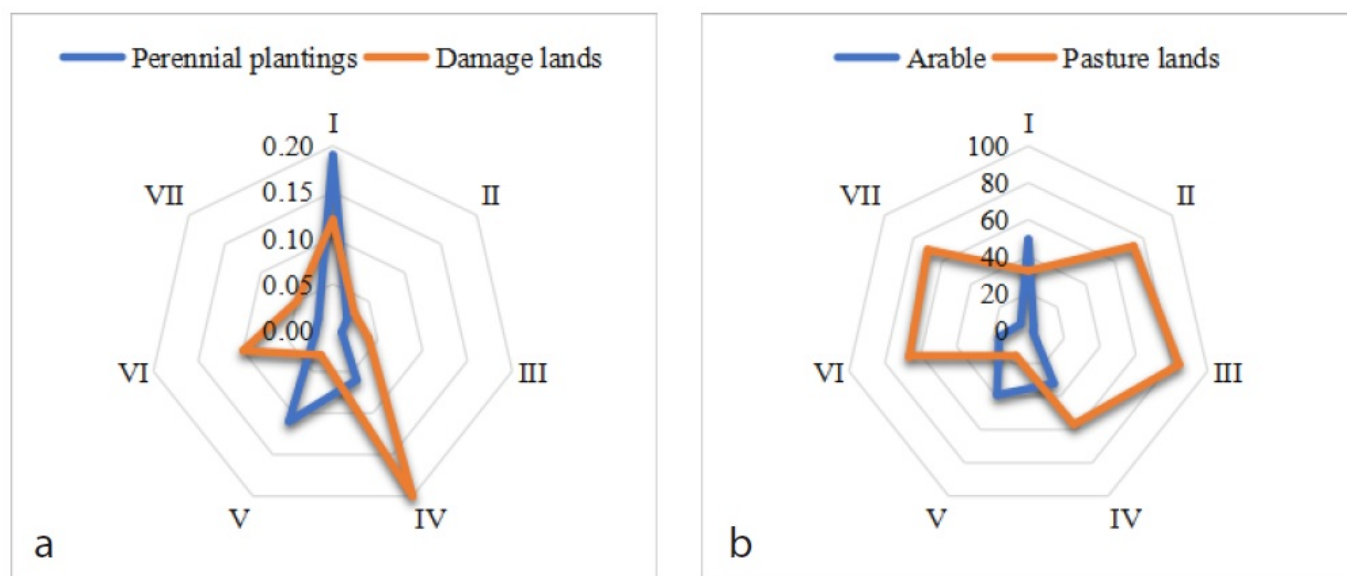 Perennial plantings Damage lands
I
0.20
0.15
0.10
0.05
0.00
II
III
IV
V
VI
VII
a
Arable Pasture lands
I
100
80
60
40
20
0
II
III
IV
V
VI
VII
b